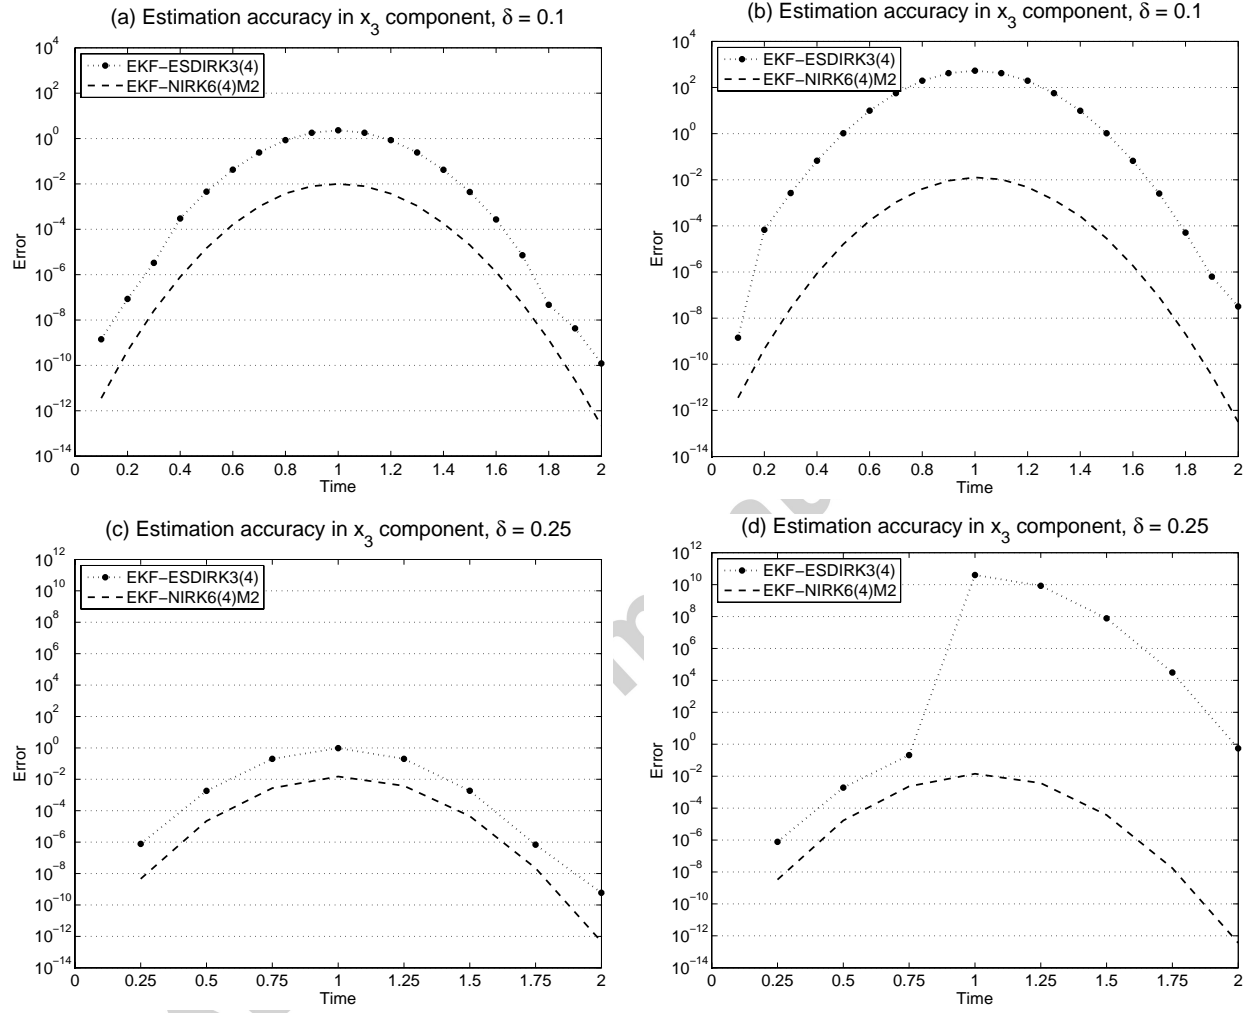 (a) Estimation accuracy in x3 component, δ = 0.1
10^4
10^2
10^0
10^−2
10^−4
10^−6
10^−8
10^−10
10^−12
10^−14
Error
EKF−ESDIRK3(4)
EKF−NIRK6(4)M2
0 0.2 0.4 0.6 0.8 1 1.2 1.4 1.6 1.8 2
Time
(b) Estimation accuracy in x3 component, δ = 0.1
10^4
10^2
10^0
10^−2
10^−4
10^−6
10^−8
10^−10
10^−12
10^−14
Error
EKF−ESDIRK3(4)
EKF−NIRK6(4)M2
0 0.2 0.4 0.6 0.8 1 1.2 1.4 1.6 1.8 2
Time
(c) Estimation accuracy in x3 component, δ = 0.25
10^12
10^10
10^8
10^6
10^4
10^2
10^0
10^−2
10^−4
10^−6
10^−8
10^−10
10^−12
10^−14
Error
EKF−ESDIRK3(4)
EKF−NIRK6(4)M2
0 0.25 0.5 0.75 1 1.25 1.5 1.75 2
Time
(d) Estimation accuracy in x3 component, δ = 0.25
10^12
10^10
10^8
10^6
10^4
10^2
10^0
10^−2
10^−4
10^−6
10^−8
10^−10
10^−12
10^−14
Error
EKF−ESDIRK3(4)
EKF−NIRK6(4)M2
0 0.25 0.5 0.75 1 1.25 1.5 1.75 2
Time